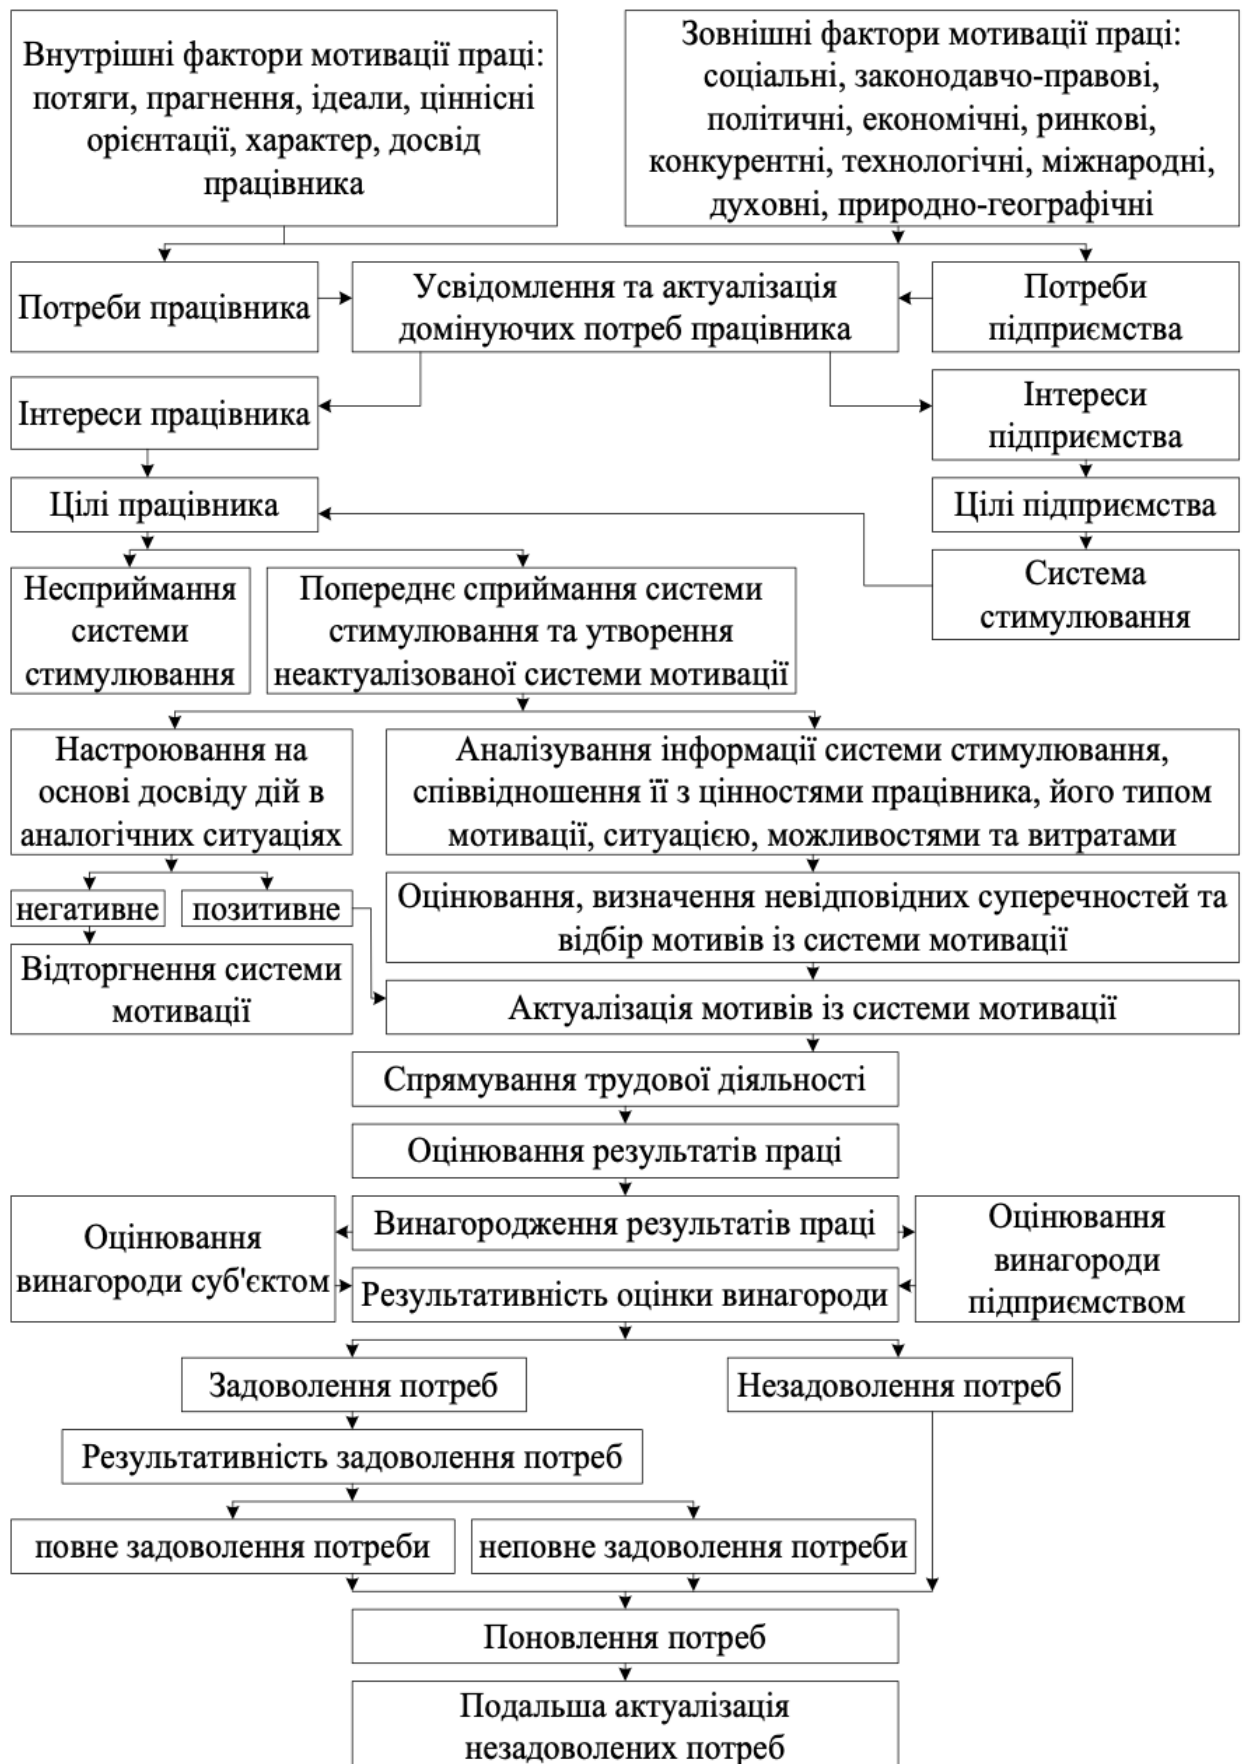 Внутрішні фактори мотивації праці:
потяги, прагнення, ідеали, ціннісні
орієнтації, характер, досвід
працівника
Зовнішні фактори мотивації праці:
соціальні, законодавчо-правові,
політичні, економічні, ринкові,
конкурентні, технологічні, міжнародні,
духовні, природно-географічні
Потреби працівника
Усвідомлення та актуалізація
домінуючих потреб працівника
Потреби
підприємства
Інтереси працівника
Інтереси
підприємства
Цілі працівника
Цілі підприємства
Несприймання
системи
стимулювання
Попереднє сприймання системи
стимулювання та утворення
неактуалізованої системи мотивації
Система
стимулювання
Настроювання на
основі досвіду дій в
аналогічних ситуаціях
Аналізування інформації системи стимулювання,
співвідношення її з цінностями працівника, його типом
мотивації, ситуацією, можливостями та витратами
негативне
позитивне
Оцінювання, визначення невідповідних суперечностей та
відбір мотивів із системи мотивації
Відторгнення системи
мотивації
Актуалізація мотивів із системи мотивації
Спрямування трудової діяльності
Оцінювання результатів праці
Оцінювання
винагороди суб'єктом
Винагородження результатів праці
Оцінювання
винагороди
підприємством
Результативність оцінки винагороди
Задоволення потреб
Незадоволення потреб
Результативність задоволення потреб
повне задоволення потреби
неповне задоволення потреби
Поновлення потреб
Подальша актуалізація
незадоволених потреб